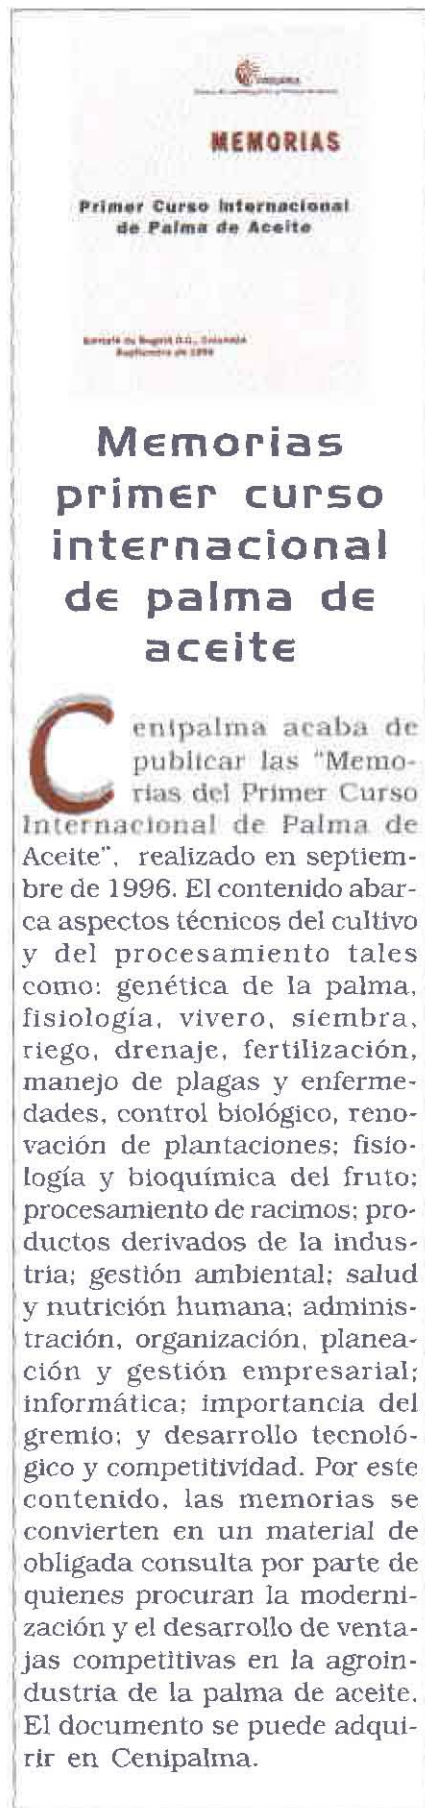 MEMORIAS
Primer Curso Internacional
de Palma de Aceite
Santafé de Bogotá D.C., Colombia
Septiembre de 1996
Memorias
primer curso
internacional
de palma de
aceite
Cenipalma acaba de
publicar las "Memo-
rias del Primer Curso
Internacional de Palma de
Aceite", realizado en septiem-
bre de 1996. El contenido abar-
ca aspectos técnicos del cultivo
y del procesamiento tales
como: genética de la palma,
fisiología, vivero, siembra,
riego, drenaje, fertilización,
manejo de plagas y enferme-
dades, control biológico, reno-
vación de plantaciones; fisio-
logía y bioquímica del fruto;
procesamiento de racimos; pro-
ductos derivados de la indus-
tria; gestión ambiental; salud
y nutrición humana; adminis-
tración, organización, planea-
ción y gestión empresarial;
informática; importancia del
gremio; y desarrollo tecnoló-
gico y competitividad. Por este
contenido, las memorias se
convierten en un material de
obligada consulta por parte de
quienes procuran la moderni-
zación y el desarrollo de venta-
jas competitivas en la agroin-
dustria de la palma de aceite.
El documento se puede adqui-
rir en Cenipalma.